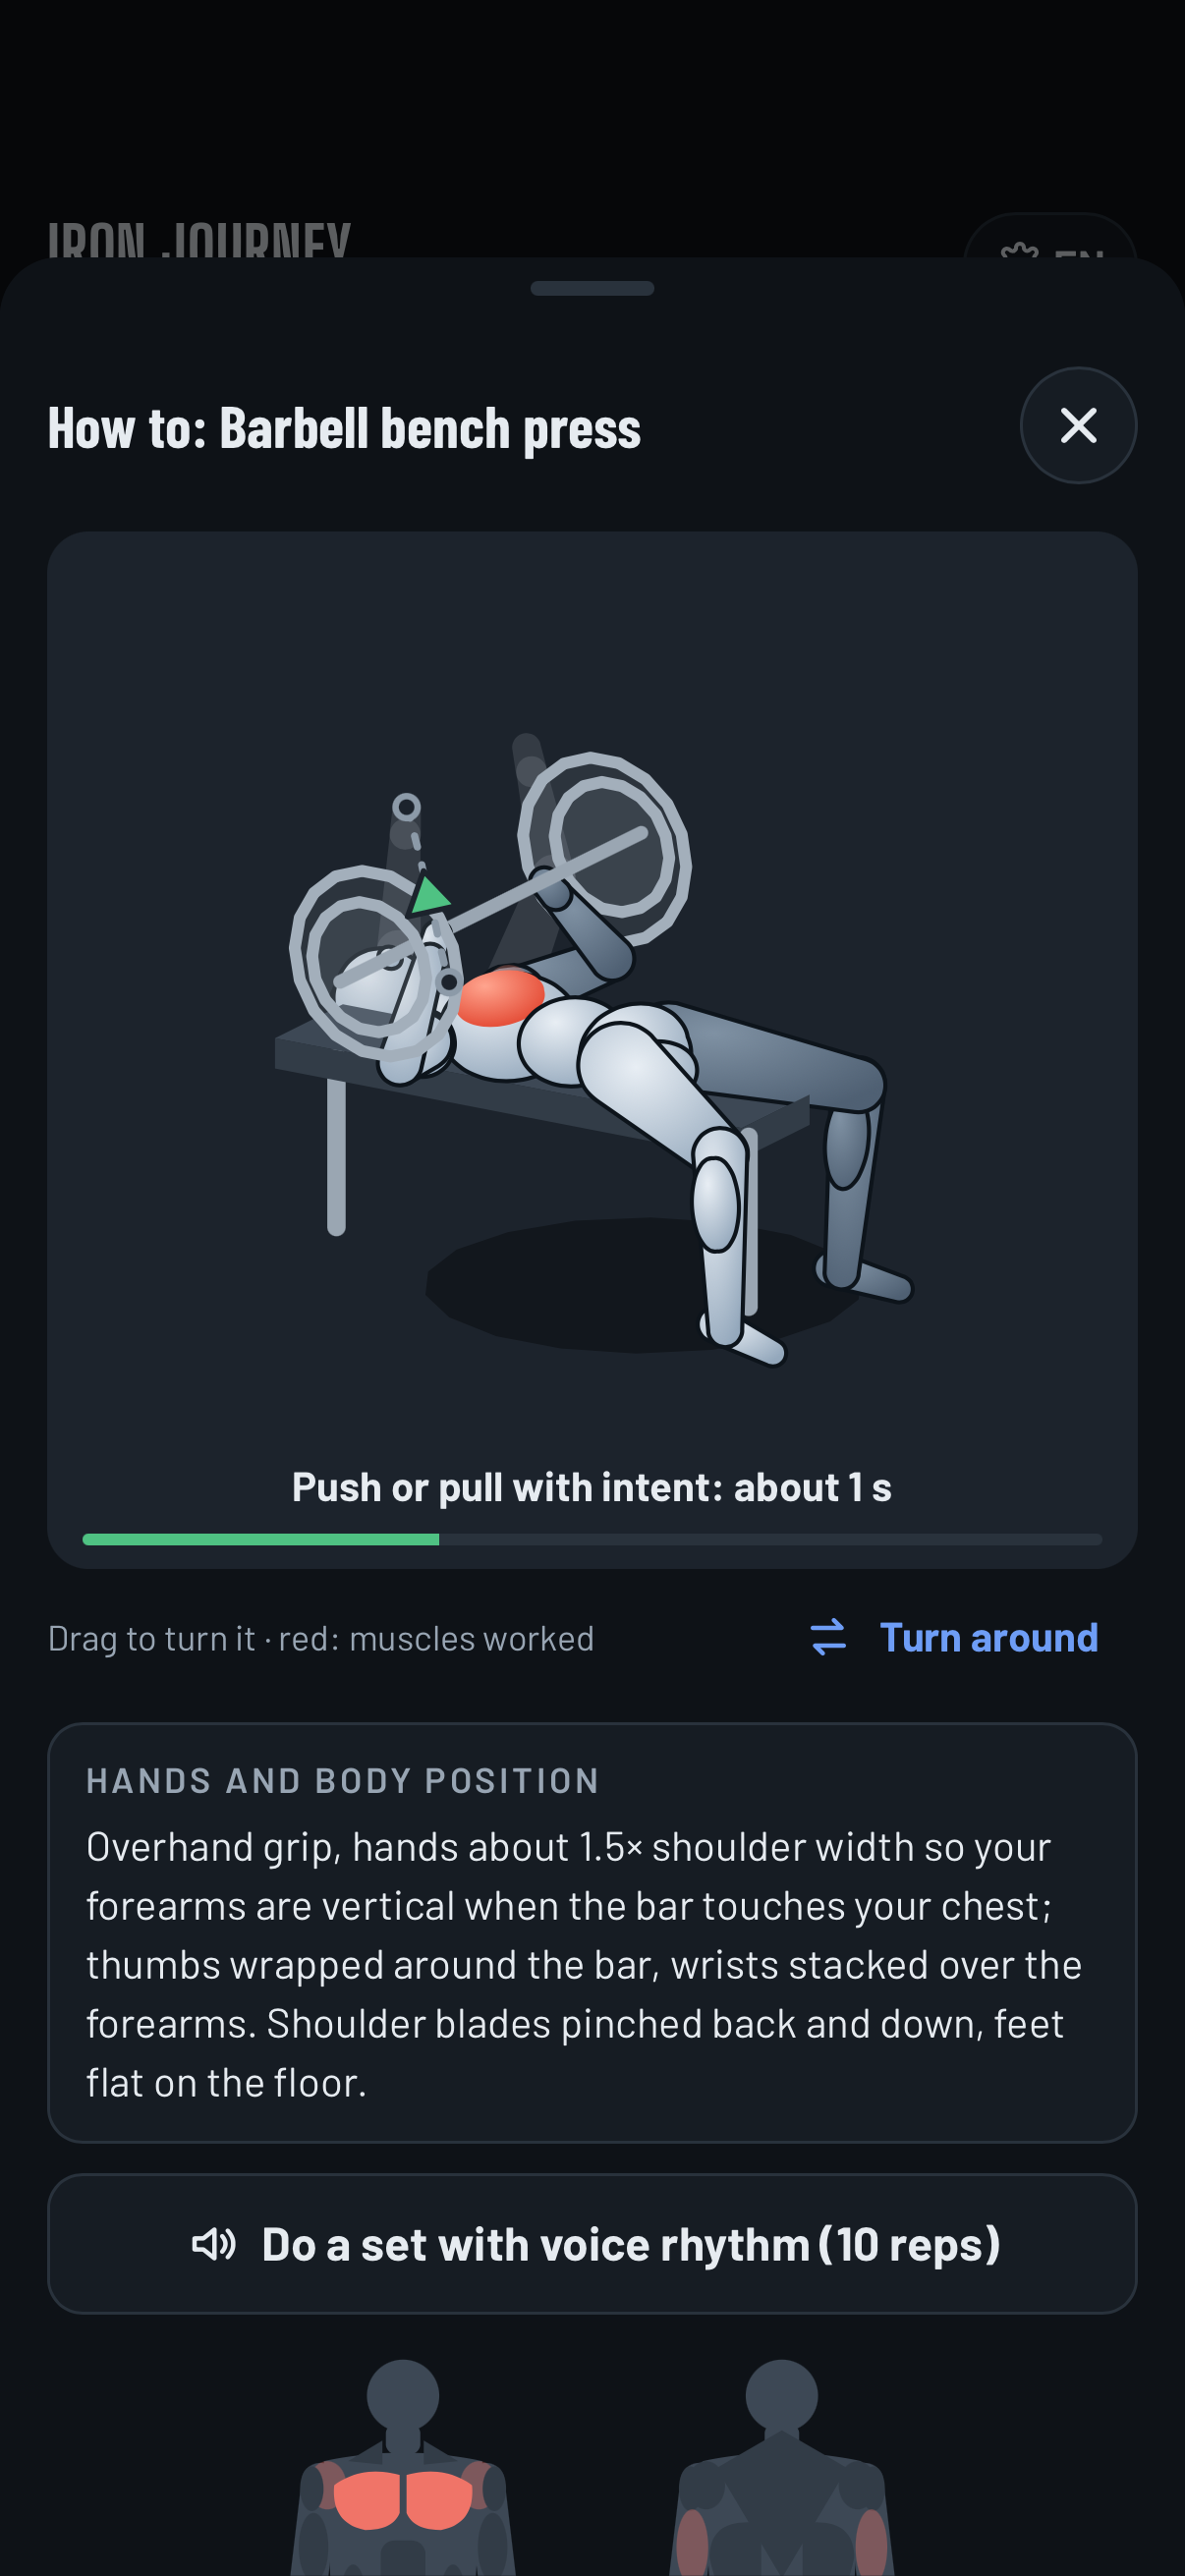 IRON JOURNEY
EN
How to: Barbell bench press
Push or pull with intent: about 1 s
Drag to turn it · red: muscles worked
Turn around
HANDS AND BODY POSITION
Overhand grip, hands about 1.5× shoulder width so your
forearms are vertical when the bar touches your chest;
thumbs wrapped around the bar, wrists stacked over the
forearms. Shoulder blades pinched back and down, feet
flat on the floor.
Do a set with voice rhythm (10 reps)